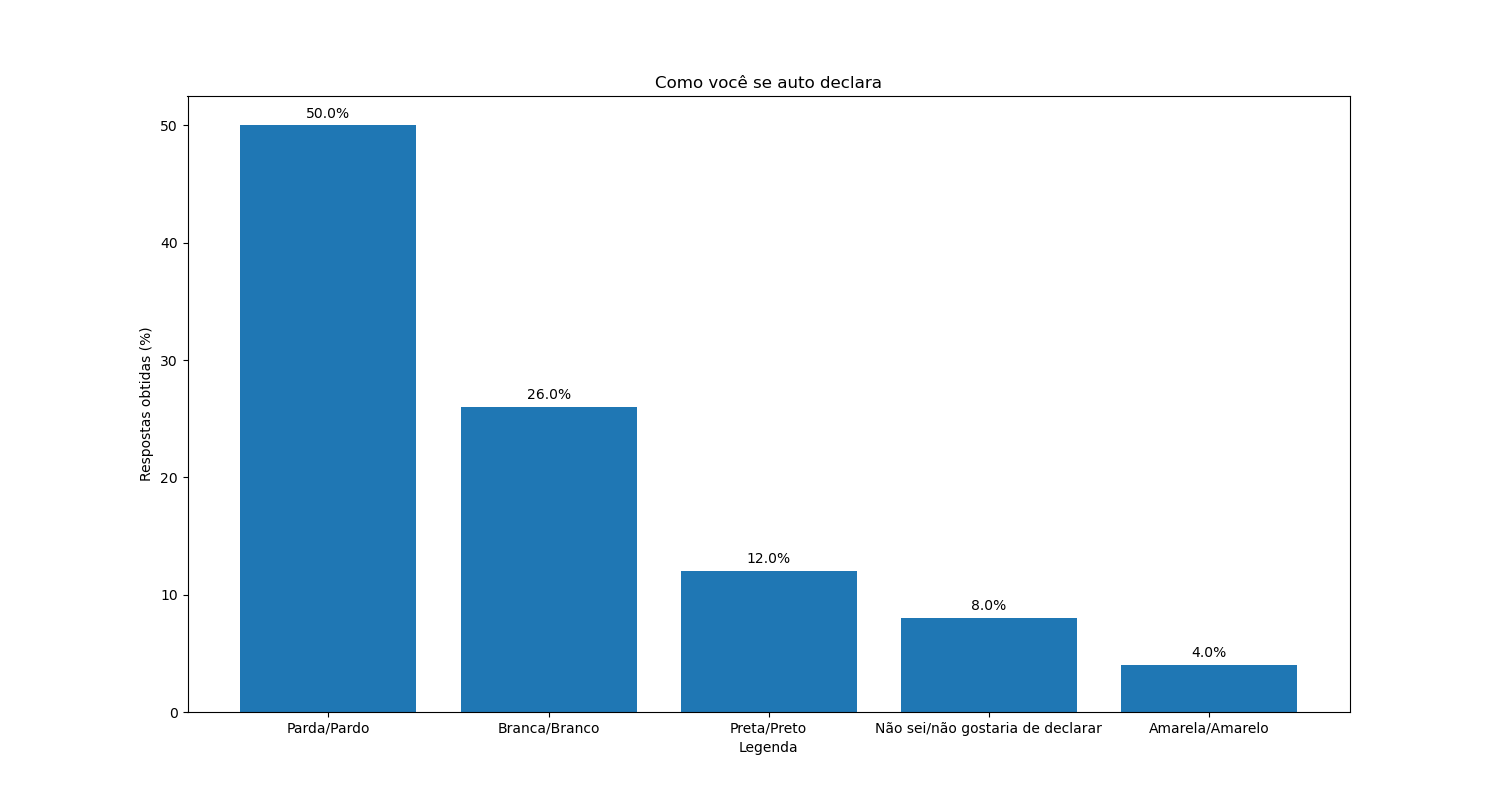 Como você se auto declara
50.0%
26.0%
12.0%
8.0%
4.0%
50
40
30
20
10
0
Respostas obtidas (%)
Parda/Pardo
Branca/Branco
Preta/Preto
Não sei/não gostaria de declarar
Amarela/Amarelo
Legenda